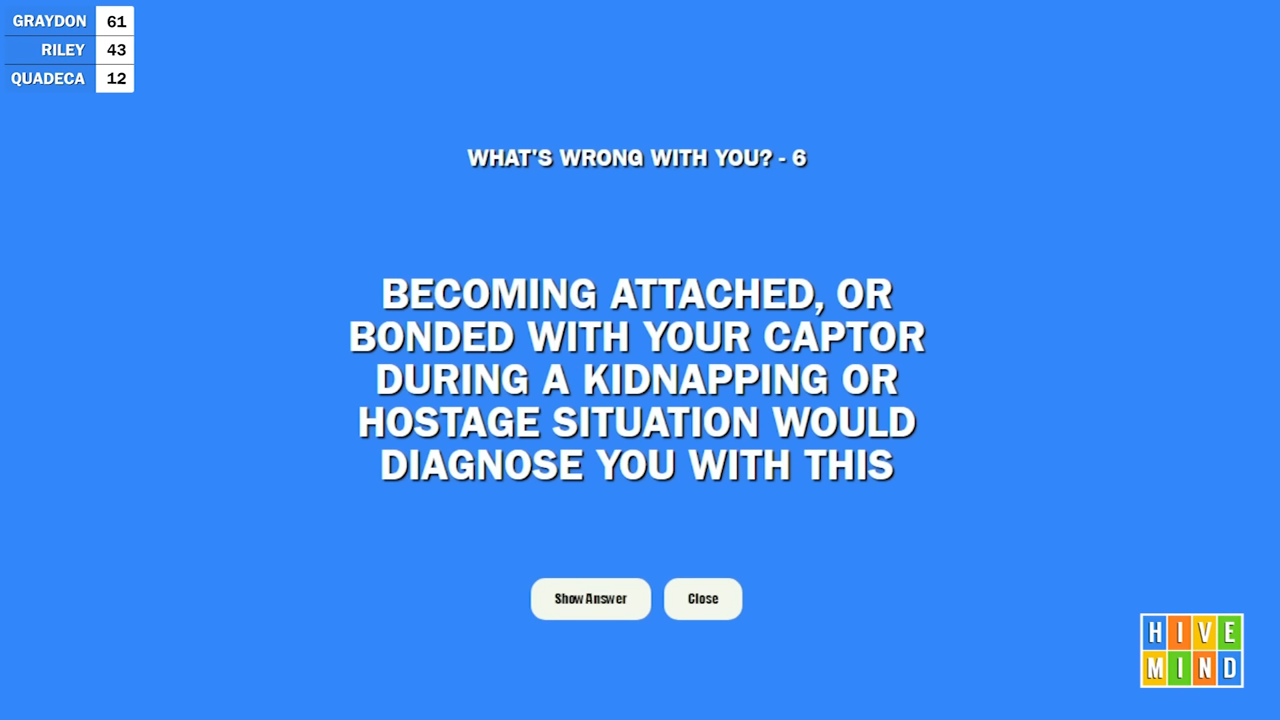 GRAYDON 61
RILEY 43
QUADECA 12
WHAT'S WRONG WITH YOU? - 6
BECOMING ATTACHED, OR
BONDED WITH YOUR CAPTOR
DURING A KIDNAPPING OR
HOSTAGE SITUATION WOULD
DIAGNOSE YOU WITH THIS
Show Answer Close
HIVE
MIND